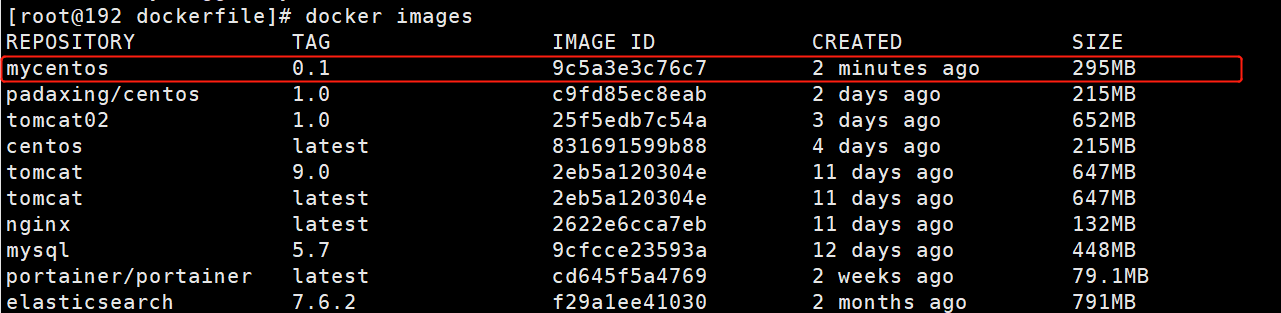 [root@192 dockerfile]# docker images
REPOSITORY TAG IMAGE ID CREATED SIZE
mycentos 0.1 9c5a3e3c76c7 2 minutes ago 295MB
padaxing/centos 1.0 c9fd85ec8eab 2 days ago 215MB
tomcat02 1.0 25f5edb7c54a 3 days ago 652MB
centos latest 831691599b88 4 days ago 215MB
tomcat 9.0 2eb5a120304e 11 days ago 647MB
tomcat latest 2eb5a120304e 11 days ago 647MB
nginx latest 2622e6cca7eb 11 days ago 132MB
mysql 5.7 9cfcce23593a 12 days ago 448MB
portainer/portainer latest cd645f5a4769 2 weeks ago 79.1MB
elasticsearch 7.6.2 f29a1ee41030 2 months ago 791MB